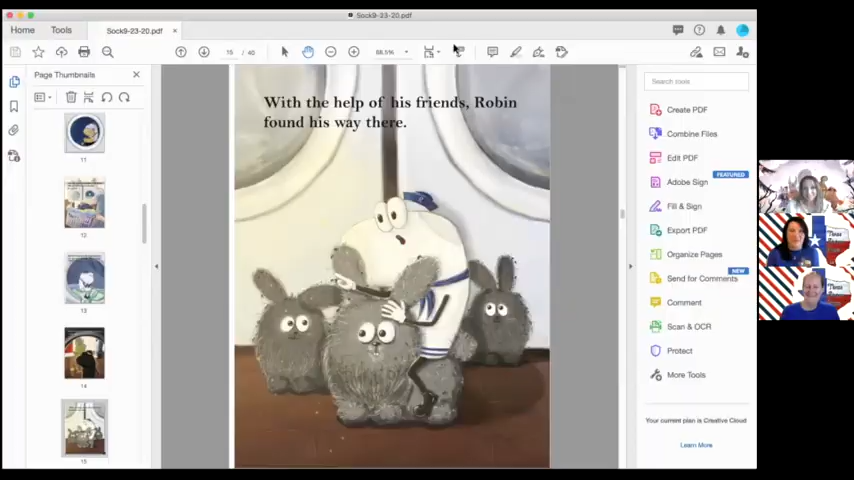 Sock9-23-20.pdf
Home
Tools
Sock9-23-20.pdf
15 / 40
88.5%
Page Thumbnails
11
12
13
14
15
With the help of his friends, Robin
found his way there.
Search tools
Create PDF
Combine Files
Edit PDF
FEATURED
Adobe Sign
Fill & Sign
Export PDF
Organize Pages
NEW
Send for Comments
Comment
Scan & OCR
Protect
More Tools
Your current plan is Creative Cloud
Learn More